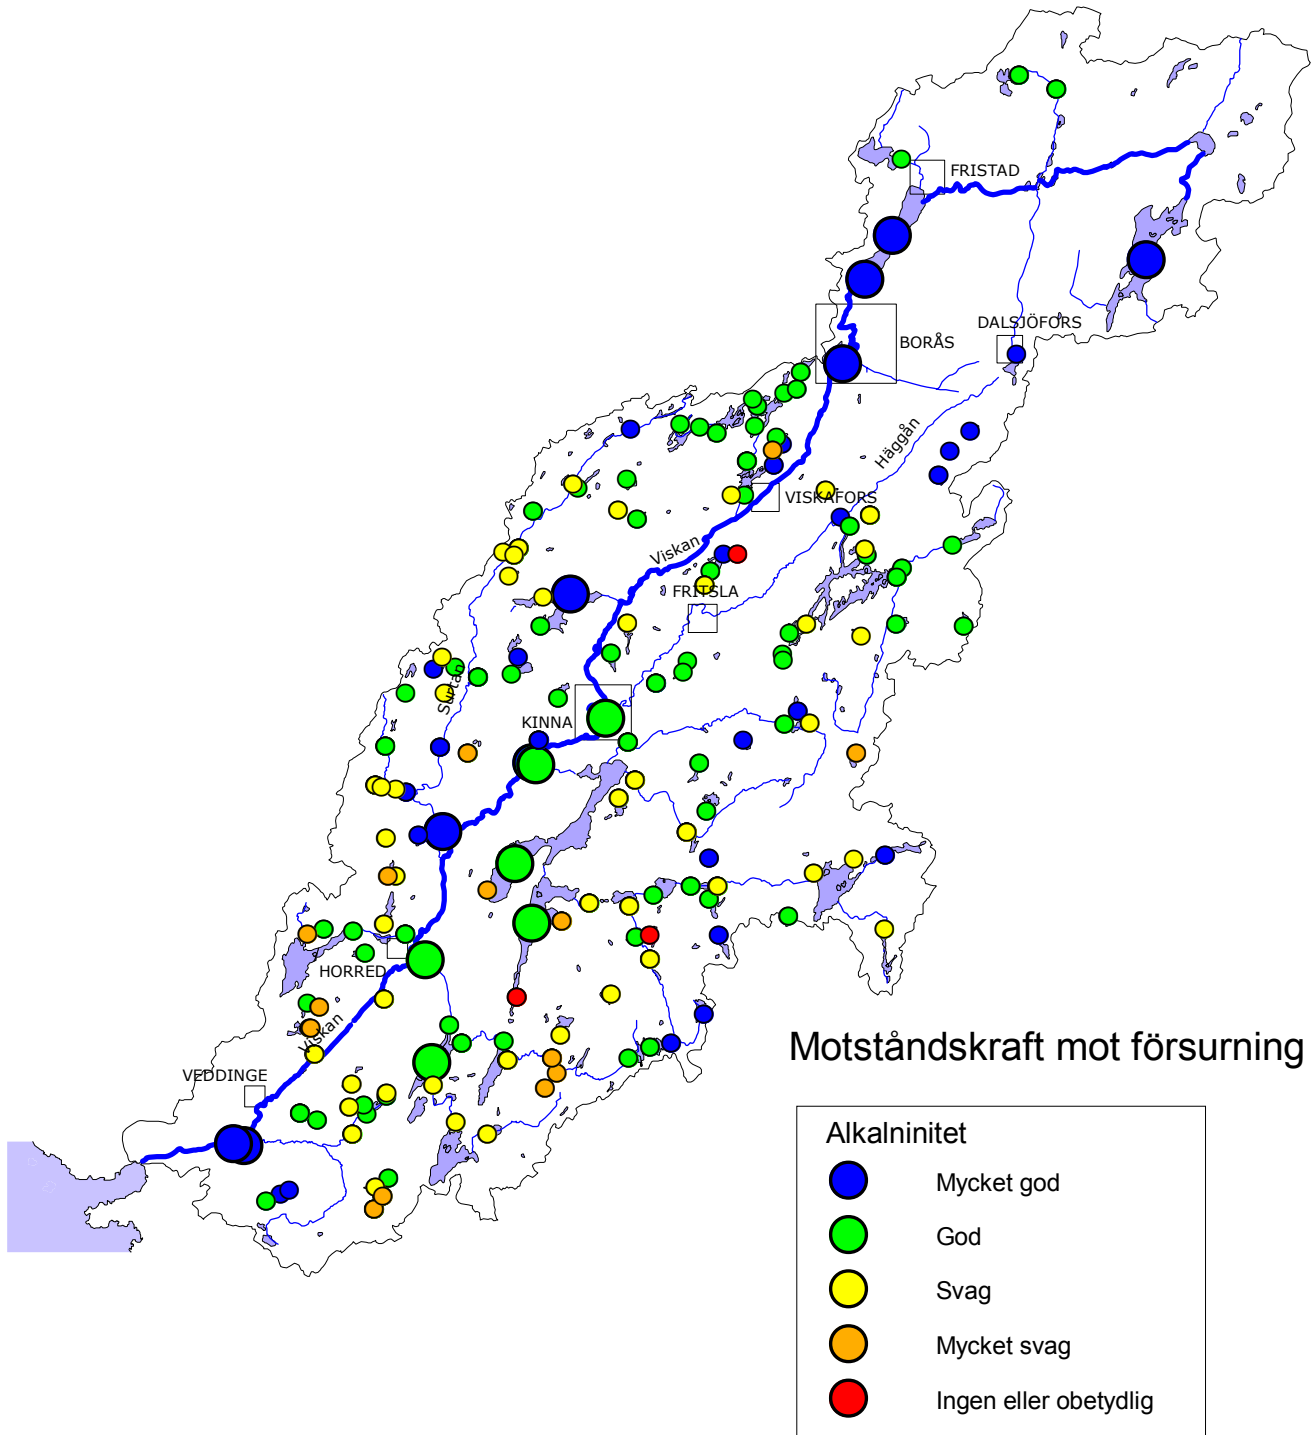 FRISTAD
DALSJÖFORS
BORÅS
Häggån
VISKAFORS
Viskan
FRITSLA
Surtan
KINNA
HORRED
Viskan
VEDDINGE
Motståndskraft mot försurning
Alkalninitet
Mycket god
God
Svag
Mycket svag
Ingen eller obetydlig